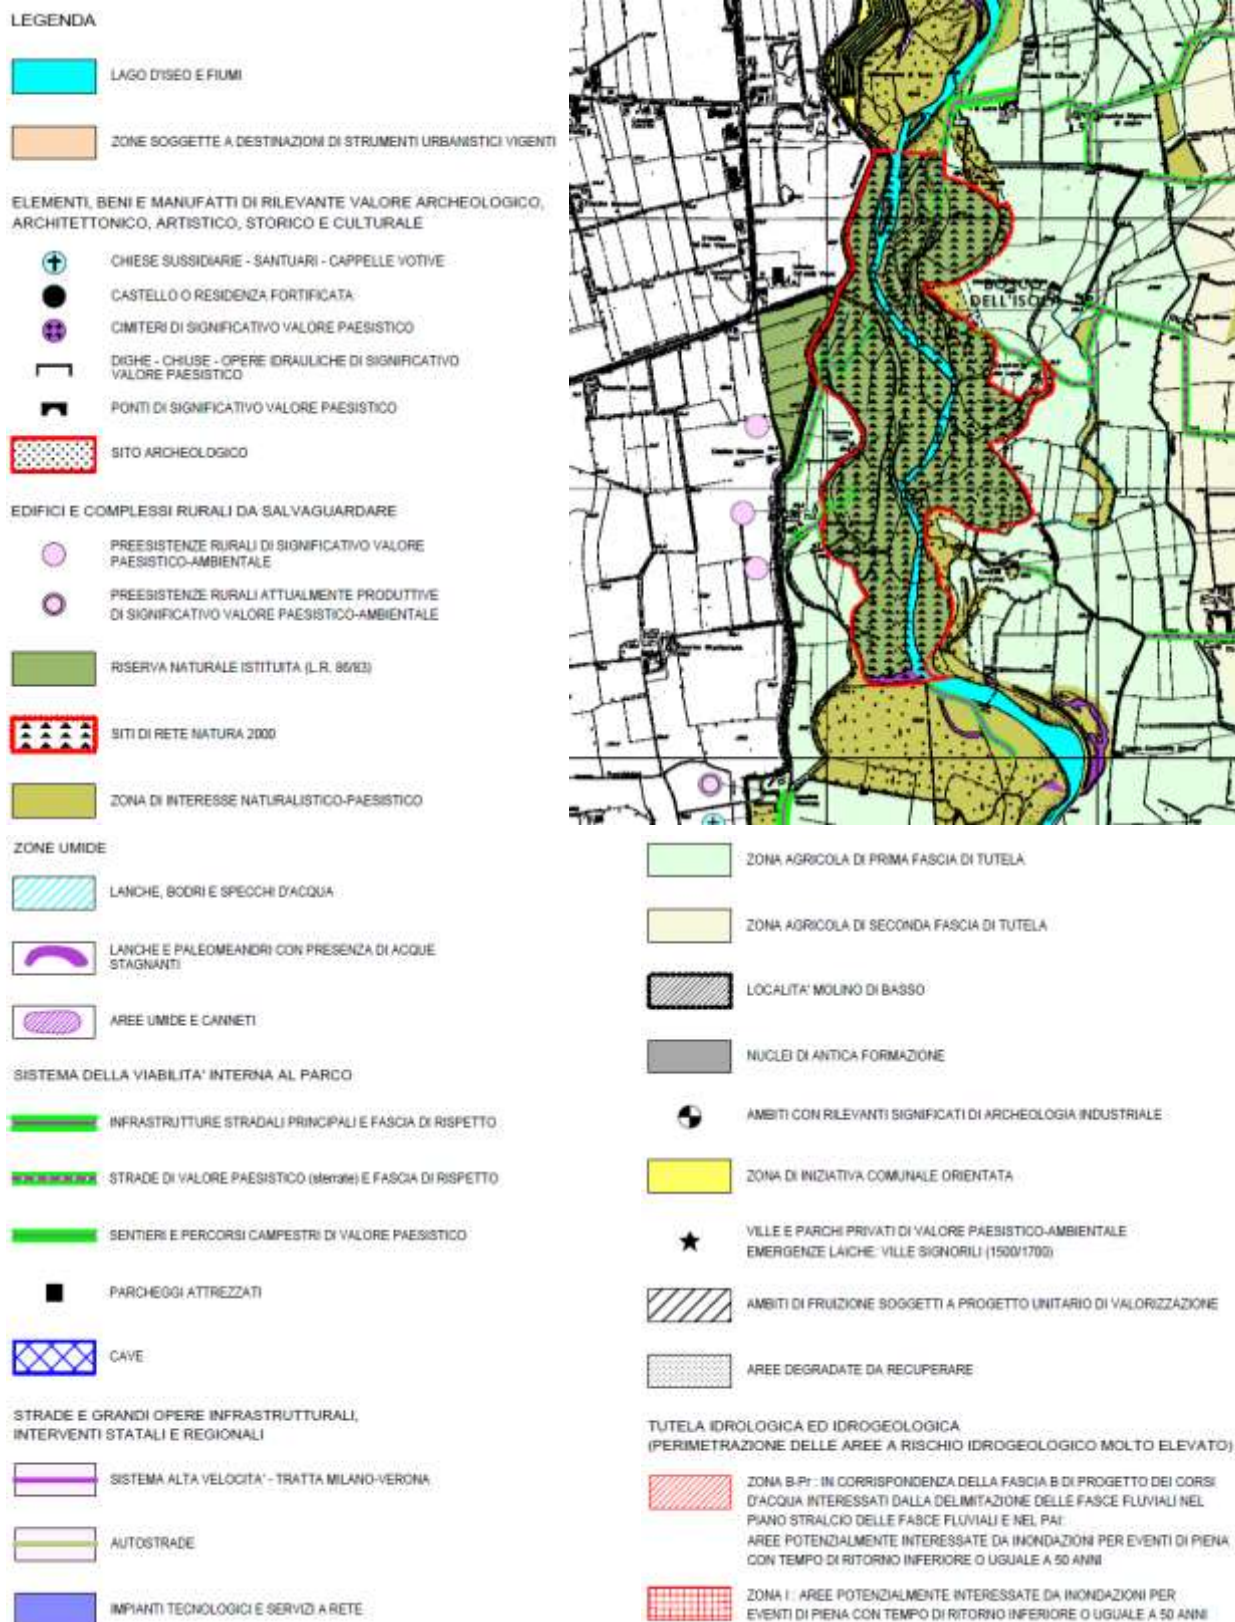 LEGENDA
LAGO D'ISEO E FIUMI
ZONE SOGGETTE A DESTINAZIONI DI STRUMENTI URBANISTICI VIGENTI
ELEMENTI, BENI E MANUFATTI DI RILEVANTE VALORE ARCHEOLOGICO,
ARCHITETTONICO, ARTISTICO, STORICO E CULTURALE
CHIESE SUSSIDIARIE - SANTUARI - CAPPELLE VOTIVE
CASTELLO O RESIDENZA FORTIFICATA
CIMITERI DI SIGNIFICATIVO VALORE PAESISTICO
DIGHE - CHIUSE - OPERE IDRAULICHE DI SIGNIFICATIVO
VALORE PAESISTICO
PONTI DI SIGNIFICATIVO VALORE PAESISTICO
SITO ARCHEOLOGICO
EDIFICI E COMPLESSI RURALI DA SALVAGUARDARE
PREESISTENZE RURALI DI SIGNIFICATIVO VALORE
PAESISTICO-AMBIENTALE
PREESISTENZE RURALI ATTUALMENTE PRODUTTIVE
DI SIGNIFICATIVO VALORE PAESISTICO-AMBIENTALE
RISERVA NATURALE ISTITUITA (L.R. 86/83)
SITI DI RETE NATURA 2000
ZONA DI INTERESSE NATURALISTICO-PAESISTICO
BOSCO
DELL'ISOLA
ZONE UMIDE
LANCHE, BODRI E SPECCHI D'ACQUA
LANCHE E PALEOMEANDRI CON PRESENZA DI ACQUE
STAGNANTI
AREE UMIDE E CANNETI
SISTEMA DELLA VIABILITA' INTERNA AL PARCO
INFRASTRUTTURE STRADALI PRINCIPALI E FASCIA DI RISPETTO
STRADE DI VALORE PAESISTICO (sterrate) E FASCIA DI RISPETTO
SENTIERI E PERCORSI CAMPESTRI DI VALORE PAESISTICO
PARCHEGGI ATTREZZATI
CAVE
STRADE E GRANDI OPERE INFRASTRUTTURALI,
INTERVENTI STATALI E REGIONALI
SISTEMA ALTA VELOCITA' - TRATTA MILANO-VERONA
AUTOSTRADE
IMPIANTI TECNOLOGICI E SERVIZI A RETE
ZONA AGRICOLA DI PRIMA FASCIA DI TUTELA
ZONA AGRICOLA DI SECONDA FASCIA DI TUTELA
LOCALITA' MOLINO DI BASSO
NUCLEI DI ANTICA FORMAZIONE
AMBITI CON RILEVANTI SIGNIFICATI DI ARCHEOLOGIA INDUSTRIALE
ZONA DI INIZIATIVA COMUNALE ORIENTATA
VILLE E PARCHI PRIVATI DI VALORE PAESISTICO-AMBIENTALE
EMERGENZE LAICHE: VILLE SIGNORILI (1500/1700)
AMBITI DI FRUIZIONE SOGGETTI A PROGETTO UNITARIO DI VALORIZZAZIONE
AREE DEGRADATE DA RECUPERARE
TUTELA IDROLOGICA ED IDROGEOLOGICA
(PERIMETRAZIONE DELLE AREE A RISCHIO IDROGEOLOGICO MOLTO ELEVATO)
ZONA B-Pr : IN CORRISPONDENZA DELLA FASCIA B DI PROGETTO DEI CORSI
D'ACQUA INTERESSATI DALLA DELIMITAZIONE DELLE FASCE FLUVIALI NEL
PIANO STRALCIO DELLE FASCE FLUVIALI E NEL PAI:
AREE POTENZIALMENTE INTERESSATE DA INONDAZIONI PER EVENTI DI PIENA
CON TEMPO DI RITORNO INFERIORE O UGUALE A 50 ANNI
ZONA I : AREE POTENZIALMENTE INTERESSATE DA INONDAZIONI PER
EVENTI DI PIENA CON TEMPO DI RITORNO INFERIORE O UGUALE A 50 ANNI